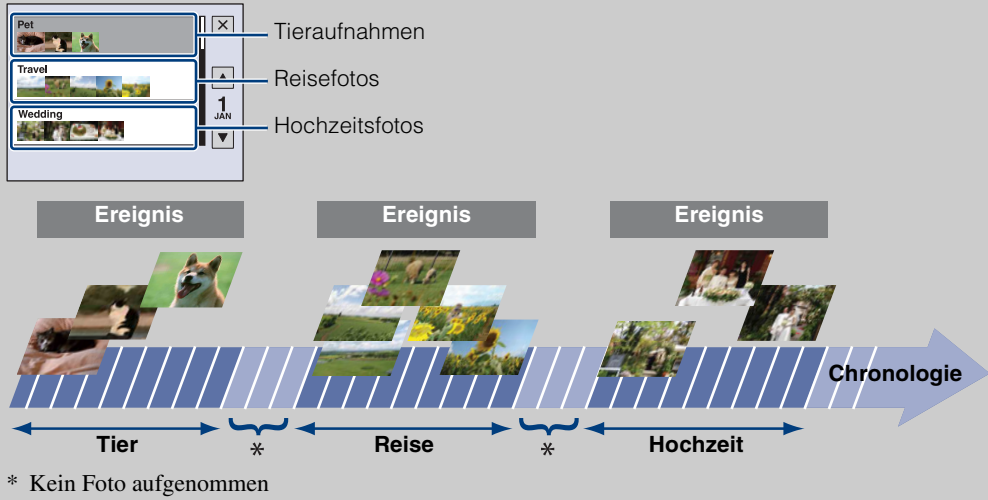 Pet
Tieraufnahmen
Travel
Reisefotos
1
JAN
Wedding
Hochzeitsfotos
Ereignis Ereignis Ereignis
Chronologie
Tier * Reise * Hochzeit
* Kein Foto aufgenommen